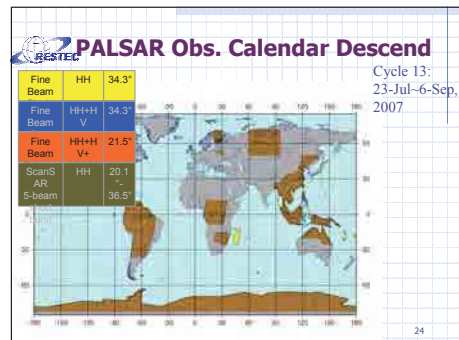 RESTEC
PALSAR Obs. Calendar Descend
Cycle 13:
23-Jul~6-Sep,
2007
Fine
Beam
HH
34.3°
Fine
Beam
HH+H
V
34.3°
Fine
Beam
HH+H
V+
21.5°
ScanS
AR
5-beam
HH
20.1
°-
36.5°
24